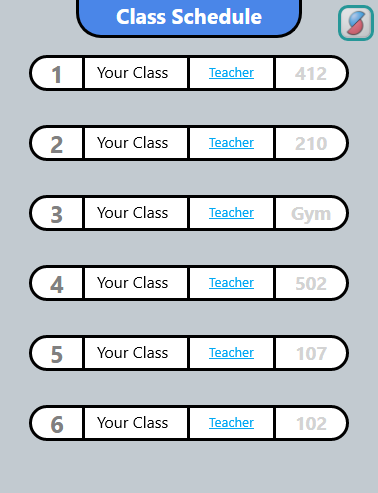 Class Schedule
1 Your Class Teacher 412
2 Your Class Teacher 210
3 Your Class Teacher Gym
4 Your Class Teacher 502
5 Your Class Teacher 107
6 Your Class Teacher 102